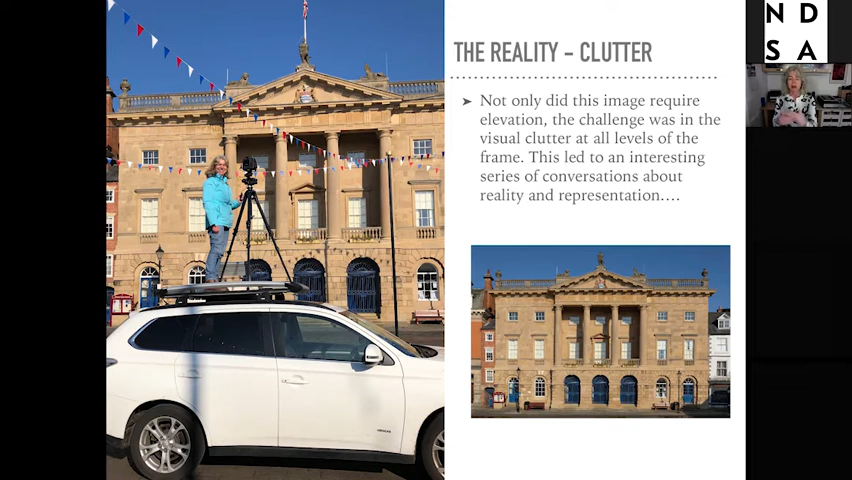 THE REALITY – CLUTTER
➤ Not only did this image require
elevation, the challenge was in the
visual clutter at all levels of the
frame. This led to an interesting
series of conversations about
reality and representation....
N D
S A